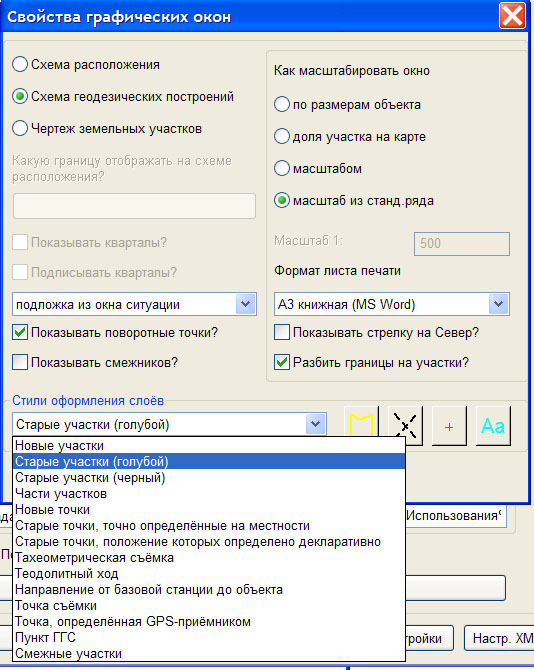 Свойства графических окон
Схема расположения
Схема геодезических построений
Чертеж земельных участков
Какую границу отображать на схеме
расположения?
Показывать кварталы?
Подписывать кварталы?
подложка из окна ситуации
Показывать поворотные точки?
Показывать смежников?
Как масштабировать окно
по размерам объекта
доля участка на карте
масштабом
масштаб из станд.ряда
Масштаб 1:
500
Формат листа печати
А3 книжная (MS Word)
Показывать стрелку на Север?
Разбить границы на участки?
Стили оформления слоёв
Старые участки (голубой)
+
Aa
Новые участки
Старые участки (голубой)
Старые участки (черный)
Части участков
Новые точки
Старые точки, точно определённые на местности
Старые точки, положение которых определено декларативно
Тахеометрическая съёмка
Теодолитный ход
Направление от базовой станции до объекта
Точка съёмки
Точка, определённая GPS-приёмником
Пункт ГГС
Смежные участки
Использования
тройки
Настр. ХМ